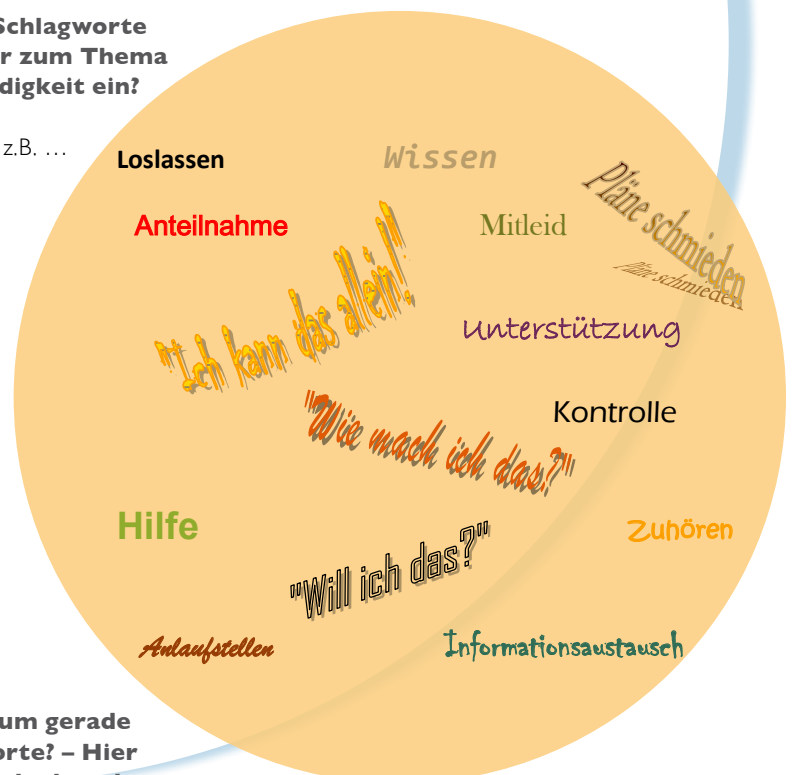 Schlagworte
r zum Thema
digkeit ein?
z.B. …
Loslassen
Wissen
Pläne schmieden
Pläne schmieden
Anteilnahme
Mitleid
"Ich kann das allein!"
Unterstützung
"Wie mach ich das?"
Kontrolle
Hilfe
Zuhören
"Will ich das?"
Anlaufstellen
Informationsaustausch
um gerade
orte? – Hier